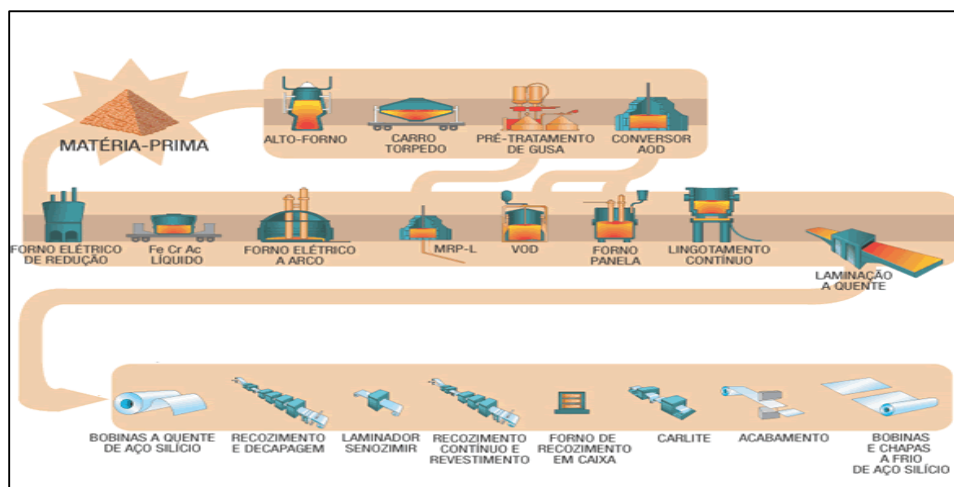 MATÉRIA-PRIMA
ALTO-FORNO
CARRO
TORPEDO
PRÉ-TRATAMENTO
DE GUSA
CONVERSOR
AOD
FORNO ELÉTRICO
DE REDUÇÃO
Fe Cr Ac
LÍQUIDO
FORNO ELÉTRICO
A ARCO
MRP-L
VOD
FORNO
PANELA
LINGOTAMENTO
CONTÍNUO
LAMINAÇÃO
A QUENTE
BOBINAS A QUENTE
DE AÇO SILÍCIO
RECOZIMENTO
E DECAPAGEM
LAMINADOR
SENOZIMIR
RECOZIMENTO
CONTÍNUO E
REVESTIMENTO
FORNO DE
RECOZIMENTO
EM CAIXA
CARLITE
ACABAMENTO
BOBINAS
E CHAPAS
A FRIO
DE AÇO SILÍCIO